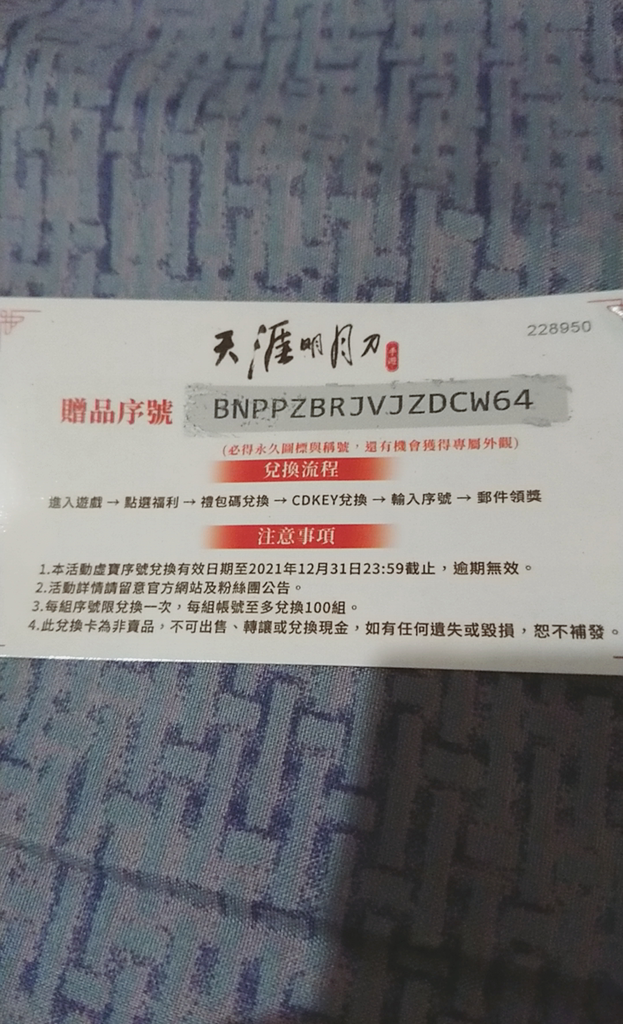 228950
天涯明月刀 手遊
贈品序號 BNPPZBRJVJZDCW64
(必得永久圖標與稱號，還有機會獲得專屬外觀)
兌換流程
進入遊戲 → 點選福利 → 禮包碼兌換 → CDKEY兌換 → 輸入序號 → 郵件領獎
注意事項
1.本活動虛寶序號兌換有效日期至2021年12月31日23:59截止，逾期無效。
2.活動詳情請留意官方網站及粉絲團公告。
3.每組序號限兌換一次，每組帳號至多兌換100組。
4.此兌換卡為非賣品，不可出售、轉讓或兌換現金，如有任何遺失或毀損，恕不補發。